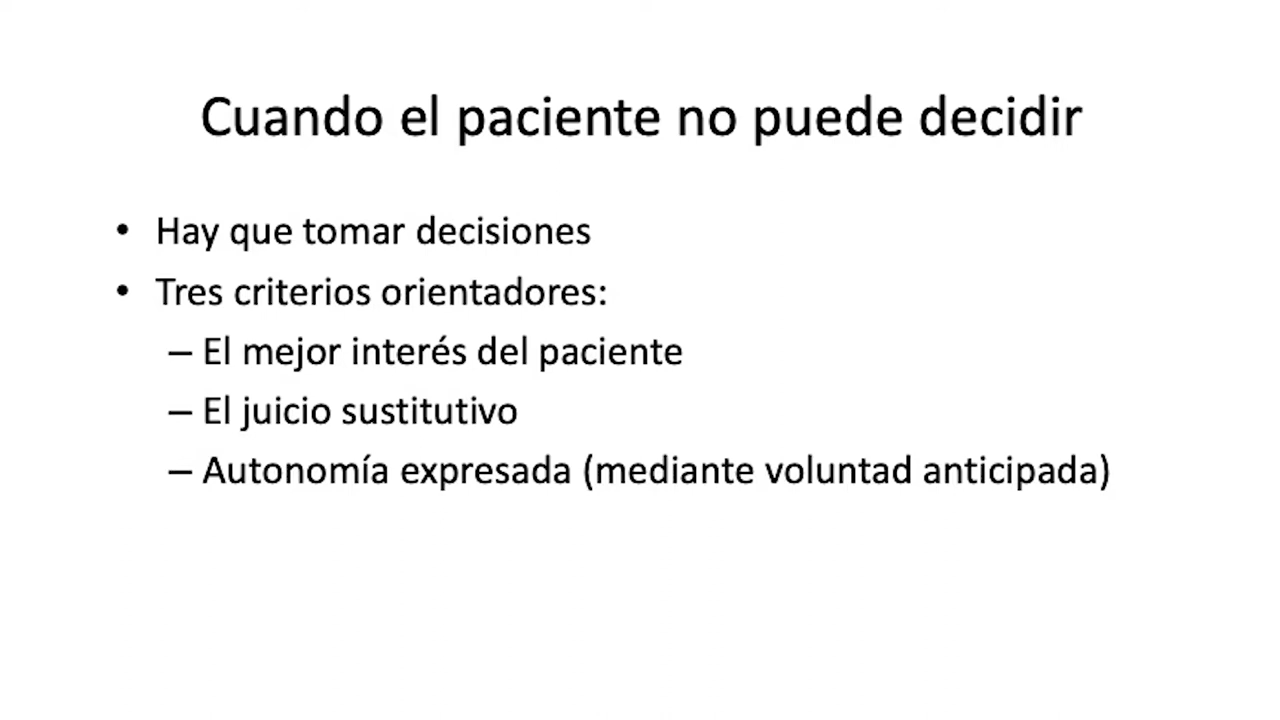 Cuando el paciente no puede decidir
• Hay que tomar decisiones
• Tres criterios orientadores:
– El mejor interés del paciente
– El juicio sustitutivo
– Autonomía expresada (mediante voluntad anticipada)